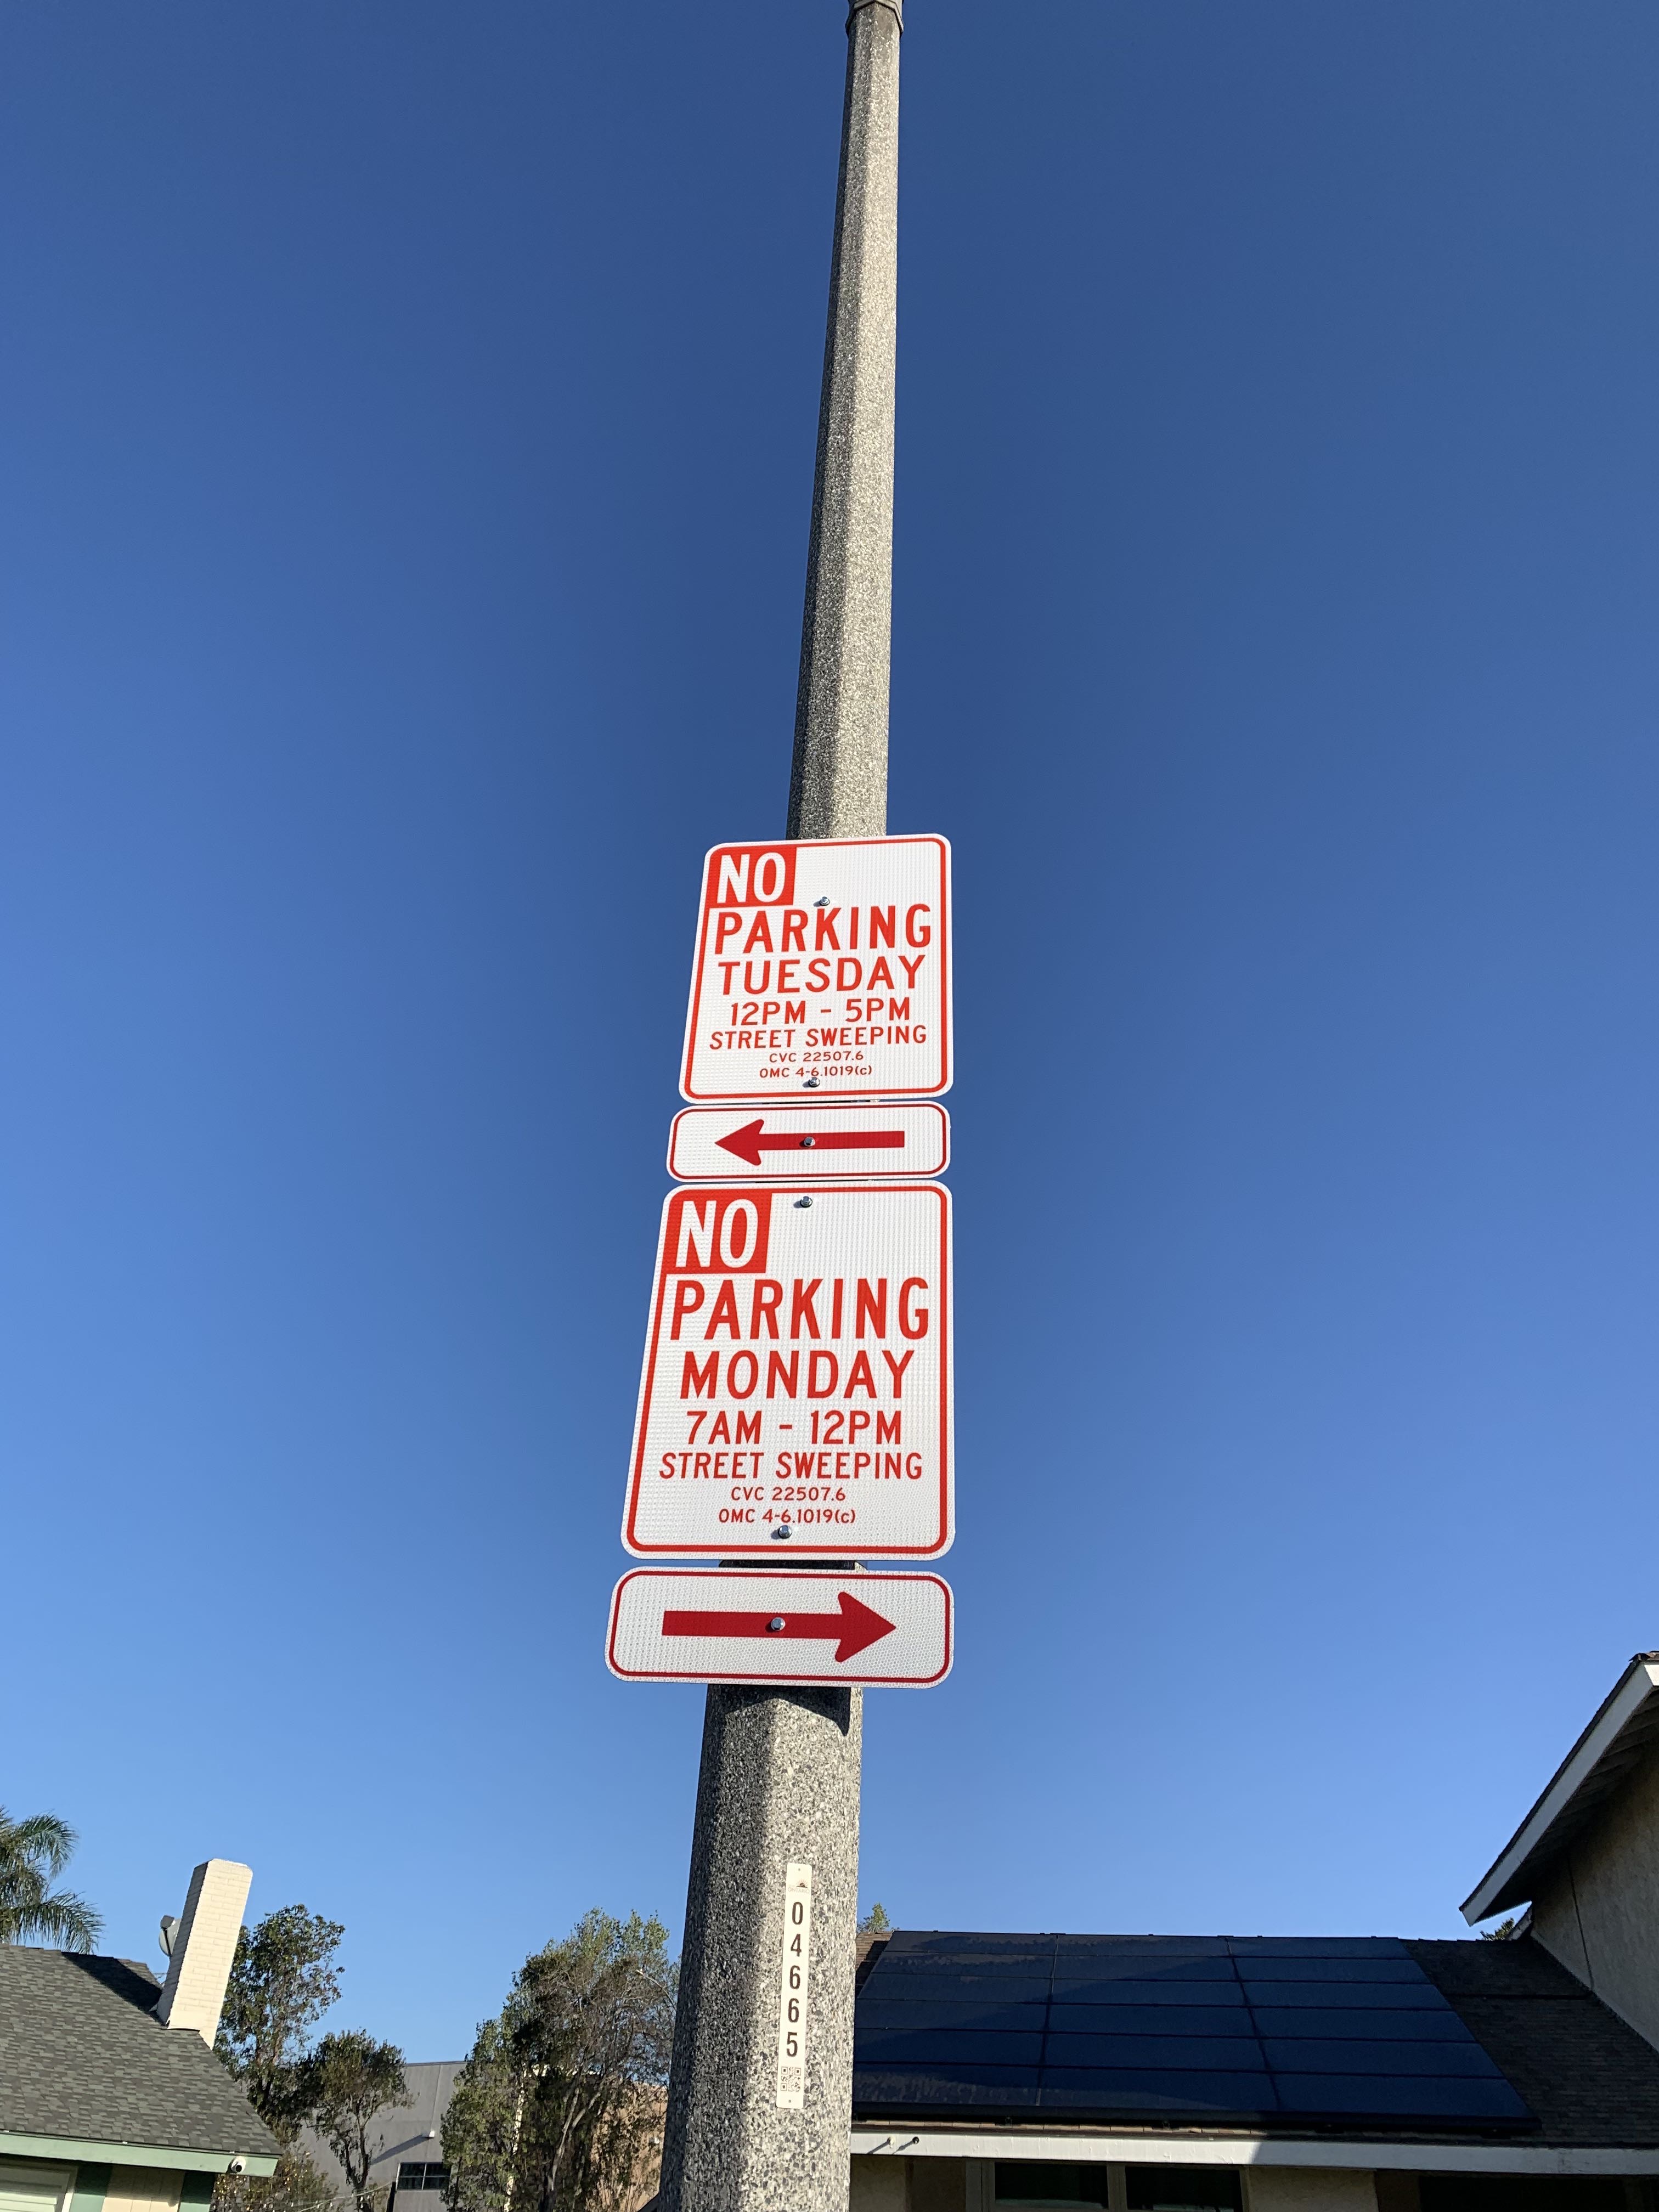 NO
PARKING
TUESDAY
12PM - 5PM
STREET SWEEPING
CVC 22507.6
OMC 4-6.1019(c)
NO
PARKING
MONDAY
7AM - 12PM
STREET SWEEPING
CVC 22507.6
OMC 4-6.1019(c)
04665